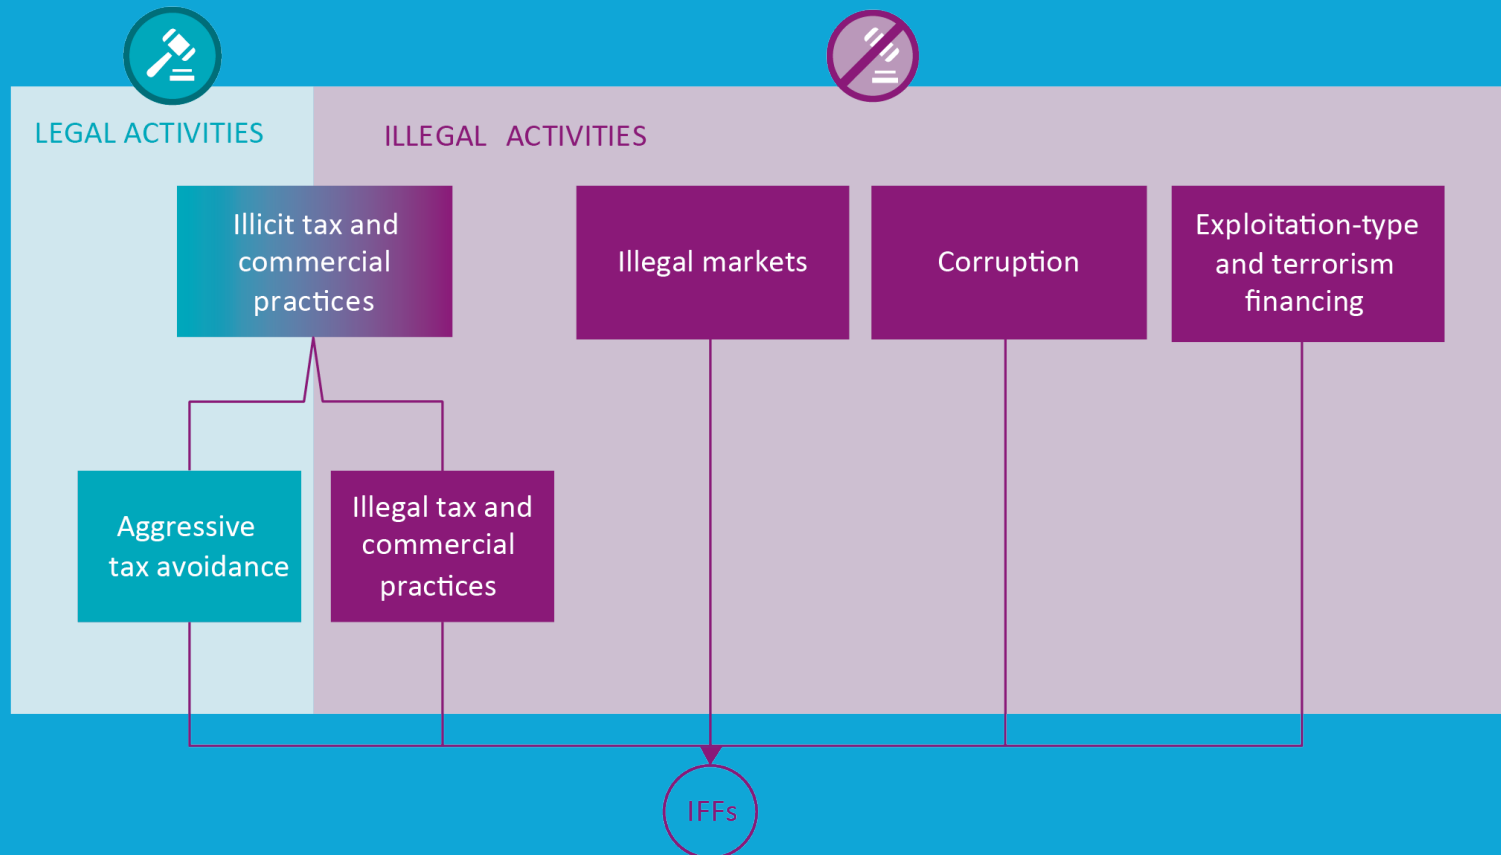 LEGAL ACTIVITIES
ILLEGAL ACTIVITIES
Illicit tax and
commercial
practices
Illegal markets
Corruption
Exploitation-type
and terrorism
financing
Aggressive
tax avoidance
Illegal tax and
commercial
practices
IFFs